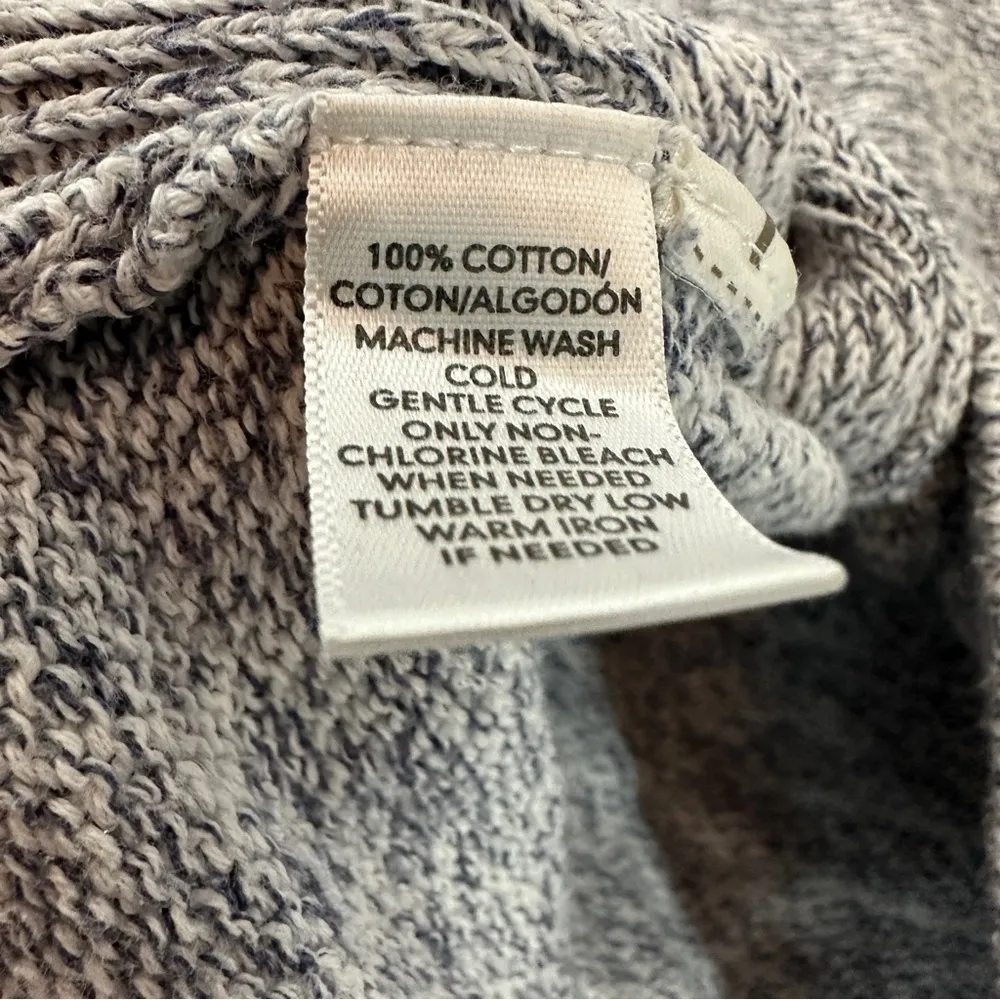 100% COTTON/
COTON/ALGODÓN
MACHINE WASH
COLD
GENTLE CYCLE
ONLY NON-
CHLORINE BLEACH
WHEN NEEDED
TUMBLE DRY LOW
WARM IRON
IF NEEDED